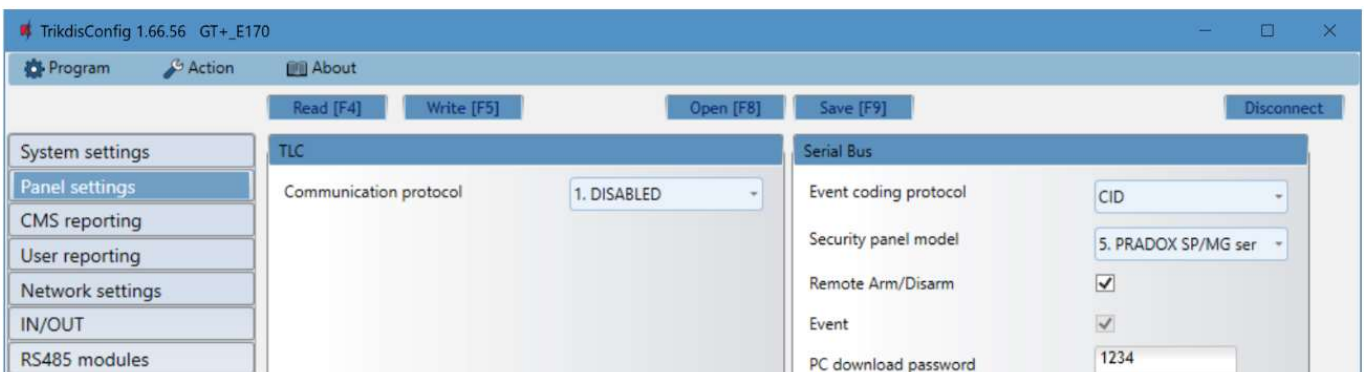 TrikdisConfig 1.66.56 GT+_E170
Program Action About
Read [F4] Write [F5] Open [F8] Save [F9] Disconnect
System settings
Panel settings
CMS reporting
User reporting
Network settings
IN/OUT
RS485 modules
TLC
Communication protocol 1. DISABLED
Serial Bus
Event coding protocol CID
Security panel model 5. PRADOX SP/MG ser
Remote Arm/Disarm
Event
PC download password 1234